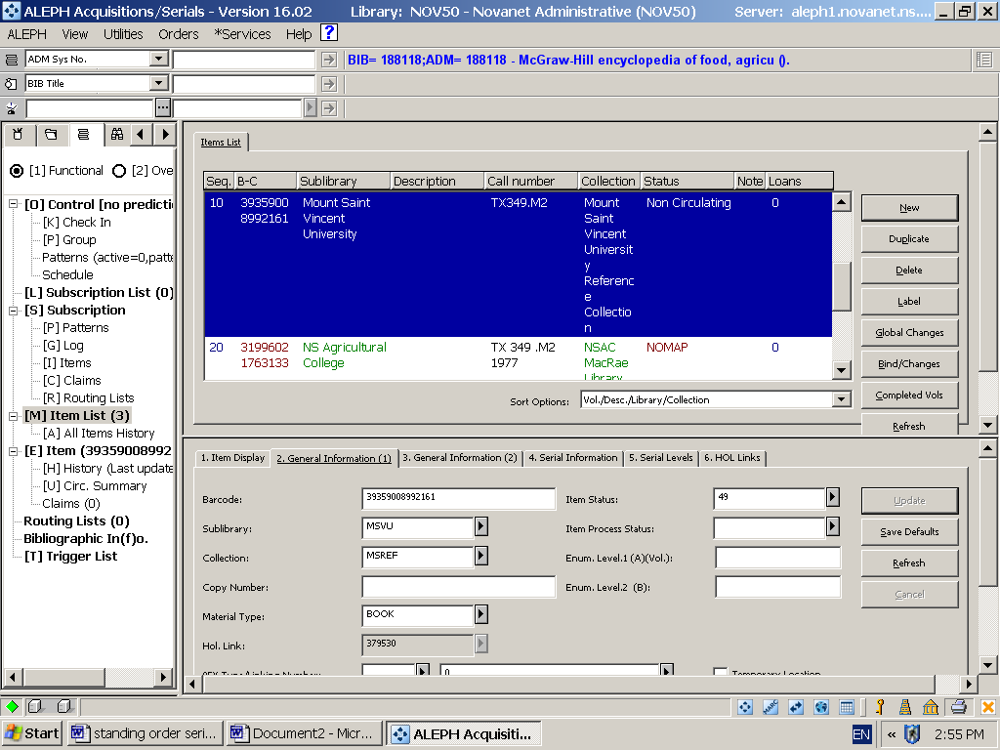 ALEPH Acquisitions/Serials - Version 16.02 Library: NOV50 - Novanet Administrative (NOV50) Server: aleph1.novanet.ns....
ALEPH View Utilities Orders *Services Help ?
ADM Sys No.
BIB= 188118;ADM= 188118 - McGraw-Hill encyclopedia of food, agricu ().
BIB Title
...
[1] Functional [2] Ove
[O] Control [no predicti
[K] Check In
[P] Group
Patterns (active=0,patte
Schedule
[L] Subscription List (0)
[S] Subscription
[P] Patterns
[G] Log
[I] Items
[C] Claims
[R] Routing Lists
[M] Item List (3)
[A] All Items History
[E] Item (39359008992
[H] History (Last update
[U] Circ. Summary
Claims (0)
Routing Lists (0)
Bibliographic In(f)o.
[T] Trigger List
Items List
Seq. B-C Sublibrary Description Call number Collection Status Note Loans
10 3935900 Mount Saint TX349.M2 Mount Non Circulating 0
8992161 Vincent Saint
University Vincent
Universit
y
Referenc
e
Collectio
n
20 3199602 NS Agricultural TX 349 .M2 NSAC NOMAP 0
1763133 College 1977 MacRae
Library
Sort Options: Vol./Desc./Library/Collection
New
Duplicate
Delete
Label
Global Changes
Bind/Changes
Completed Vols
Refresh
1. Item Display 2. General Information (1) 3. General Information (2) 4. Serial Information 5. Serial Levels 6. HOL Links
Barcode: 39359008992161 Item Status: 49
Sublibrary: MSVU Item Process Status:
Collection: MSREF Enum. Level.1 (A)(Vol.):
Copy Number: Enum. Level.2 (B):
Material Type: BOOK
Hol. Link: 379530
0 Temporary Location
Update
Save Defaults
Refresh
Cancel
Start standing order seri... Document2 - Micr... ALEPH Acquisiti... EN « 2:55 PM